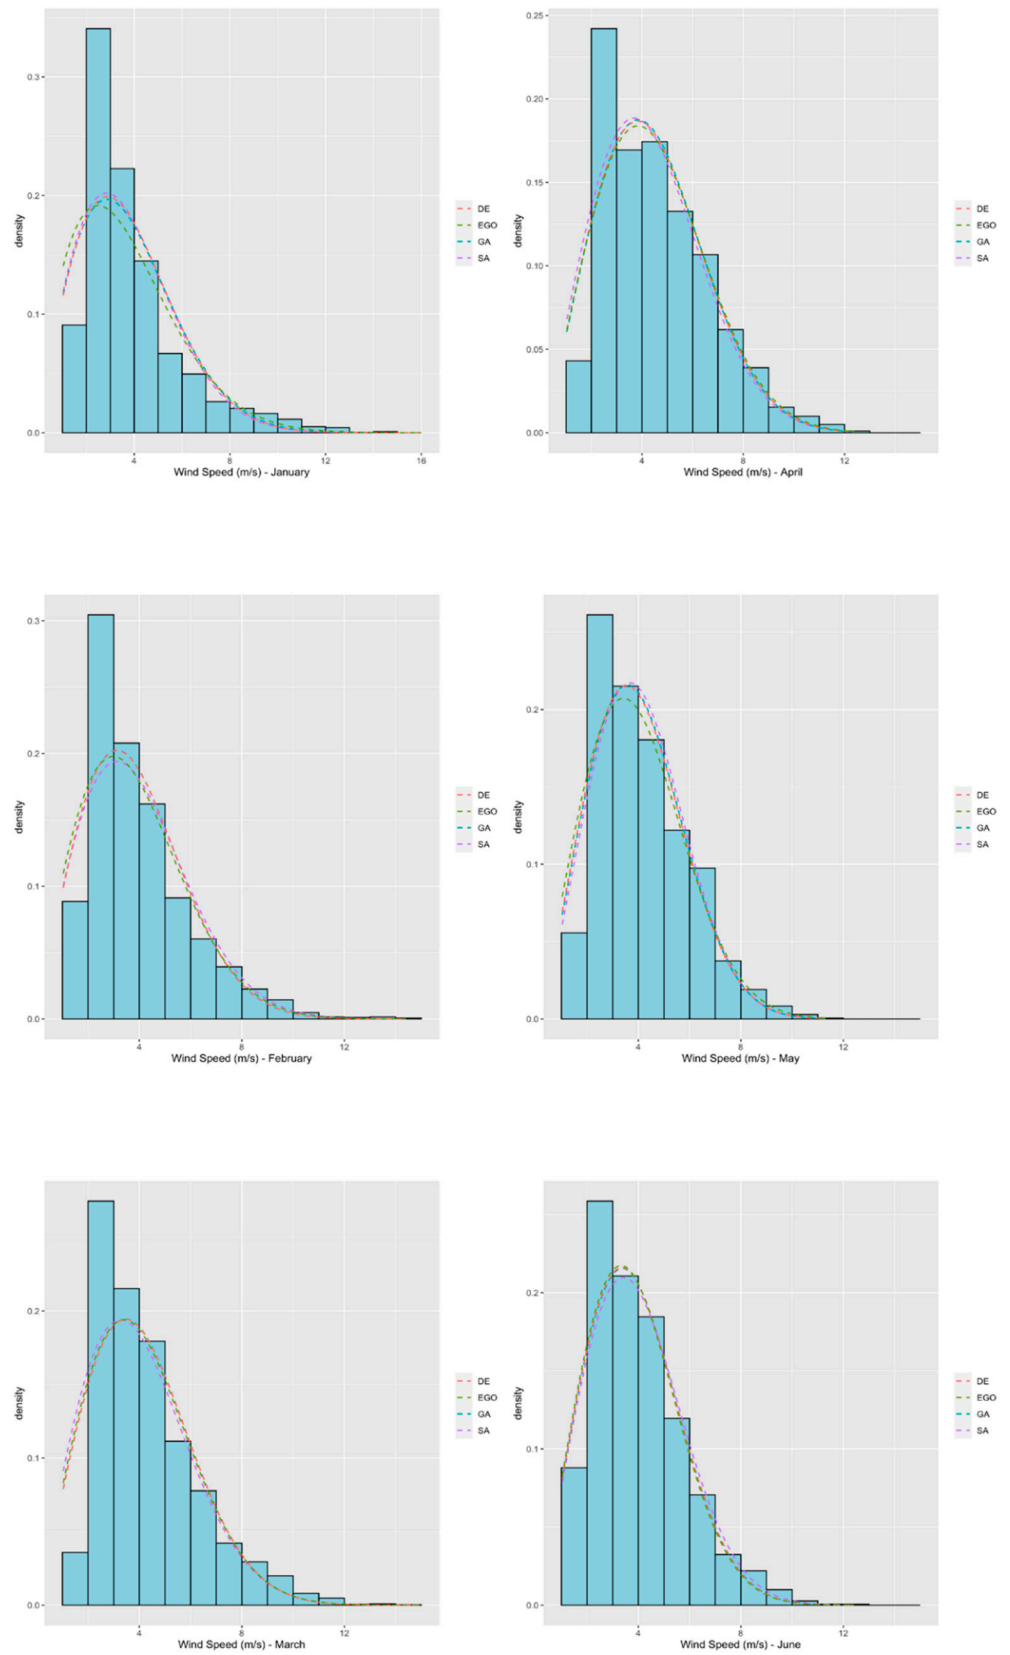 0.3
0.2
0.1
0.0
density
4
8
12
16
Wind Speed (m/s) - January
DE
EGO
GA
SA
0.25
0.20
0.15
0.10
0.05
0.00
density
4
8
12
Wind Speed (m/s) - April
DE
EGO
GA
SA
0.3
0.2
0.1
0.0
density
4
8
12
Wind Speed (m/s) - February
DE
EGO
GA
SA
0.2
0.1
0.0
density
4
8
12
Wind Speed (m/s) - May
DE
EGO
GA
SA
0.2
0.1
0.0
density
4
8
12
Wind Speed (m/s) - March
DE
EGO
GA
SA
0.2
0.1
0.0
density
4
8
12
Wind Speed (m/s) - June
DE
EGO
GA
SA